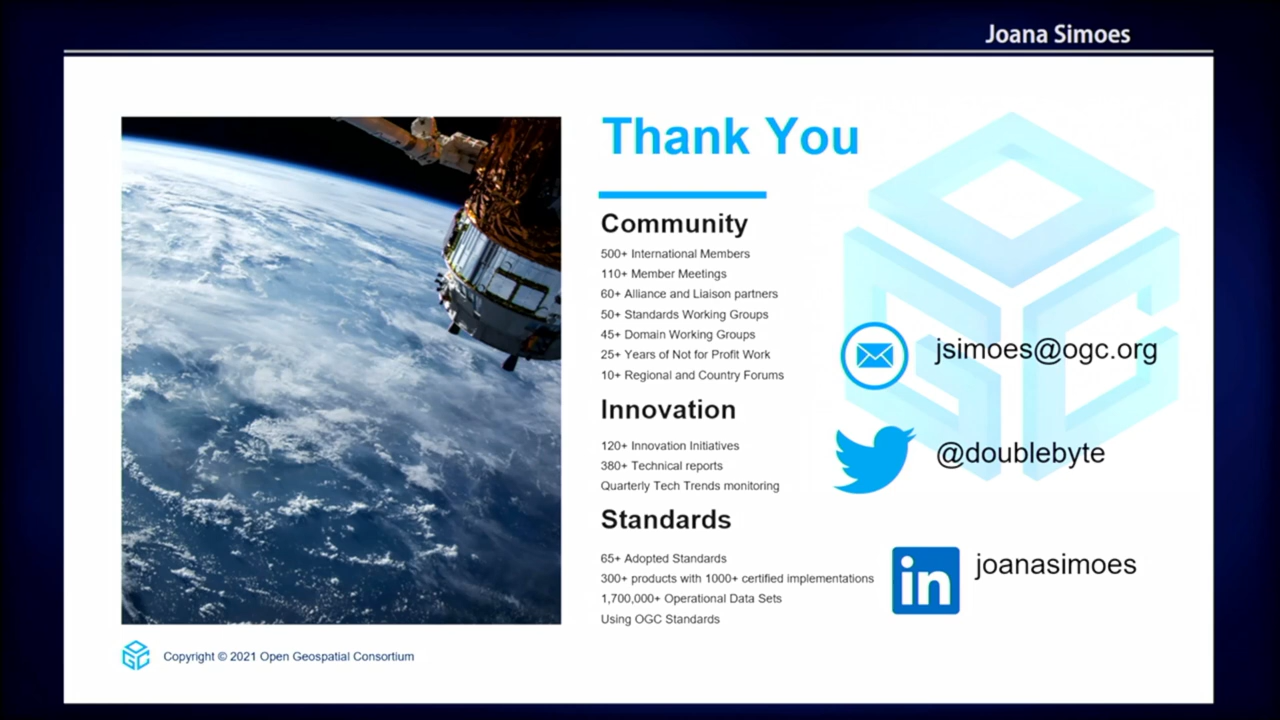 Joana Simoes
Thank You
Community
500+ International Members
110+ Member Meetings
60+ Alliance and Liaison partners
50+ Standards Working Groups
45+ Domain Working Groups
25+ Years of Not for Profit Work
10+ Regional and Country Forums
Innovation
120+ Innovation Initiatives
380+ Technical reports
Quarterly Tech Trends monitoring
Standards
65+ Adopted Standards
300+ products with 1000+ certified implementations
1,700,000+ Operational Data Sets
Using OGC Standards
jsimoes@ogc.org
@doublebyte
in
joanasimoes
OGC
Copyright © 2021 Open Geospatial Consortium